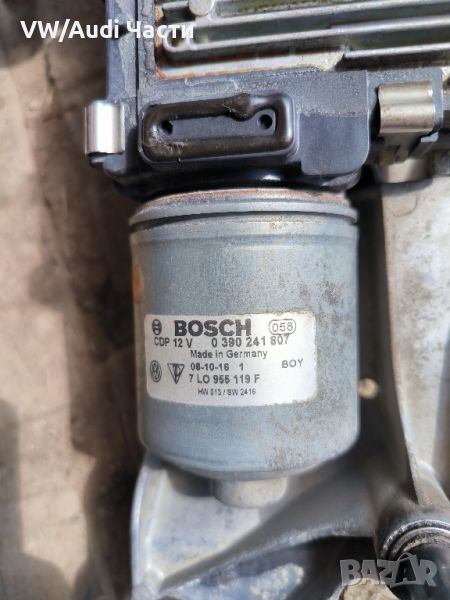 VW/Audi Части
BOSCH 058
CDP 12 V 0 390 241 807
Made in Germany
06-10-16 1 BOY
7 L0 955 119 F
HW 013 / SW 2416
BAZAR